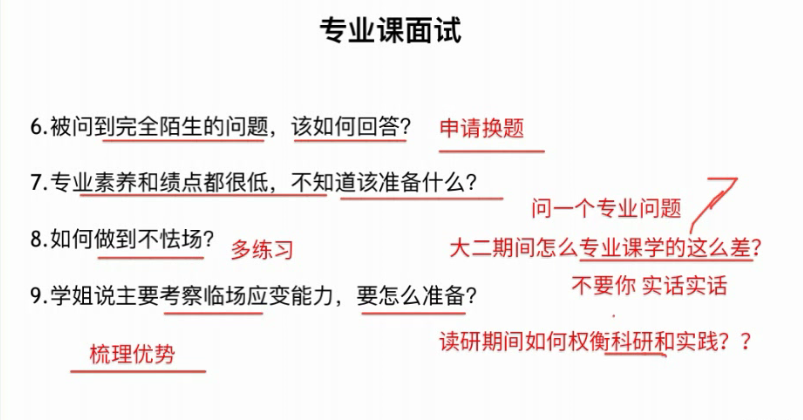 专业课面试
6.被问到完全陌生的问题，该如何回答？ 申请换题
7.专业素养和绩点都很低，不知道该准备什么？
问一个专业问题
8.如何做到不怯场？ 多练习
大二期间怎么专业课学的这么差？
不要你 实话实话
9.学姐说主要考察临场应变能力，要怎么准备？
梳理优势
读研期间如何权衡科研和实践？？